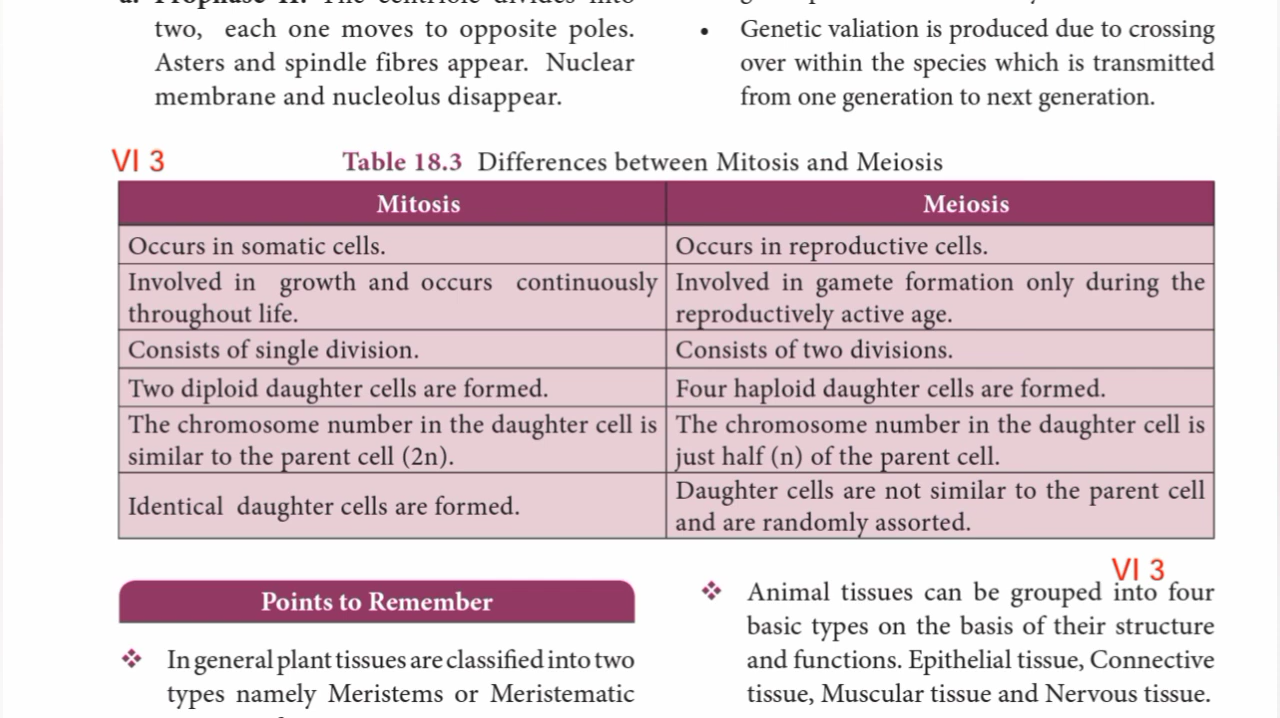 a. Prophase II: The centriole divides into
two, each one moves to opposite poles.
Asters and spindle fibres appear. Nuclear
membrane and nucleolus disappear.
• Genetic valiation is produced due to crossing
over within the species which is transmitted
from one generation to next generation.
VI 3
Table 18.3 Differences between Mitosis and Meiosis
Mitosis
Meiosis
Occurs in somatic cells.
Occurs in reproductive cells.
Involved in growth and occurs continuously
throughout life.
Involved in gamete formation only during the
reproductively active age.
Consists of single division.
Consists of two divisions.
Two diploid daughter cells are formed.
Four haploid daughter cells are formed.
The chromosome number in the daughter cell is
similar to the parent cell (2n).
The chromosome number in the daughter cell is
just half (n) of the parent cell.
Identical daughter cells are formed.
Daughter cells are not similar to the parent cell
and are randomly assorted.
Points to Remember
❖ In general plant tissues are classified into two
types namely Meristems or Meristematic
VI 3
❖ Animal tissues can be grouped into four
basic types on the basis of their structure
and functions. Epithelial tissue, Connective
tissue, Muscular tissue and Nervous tissue.